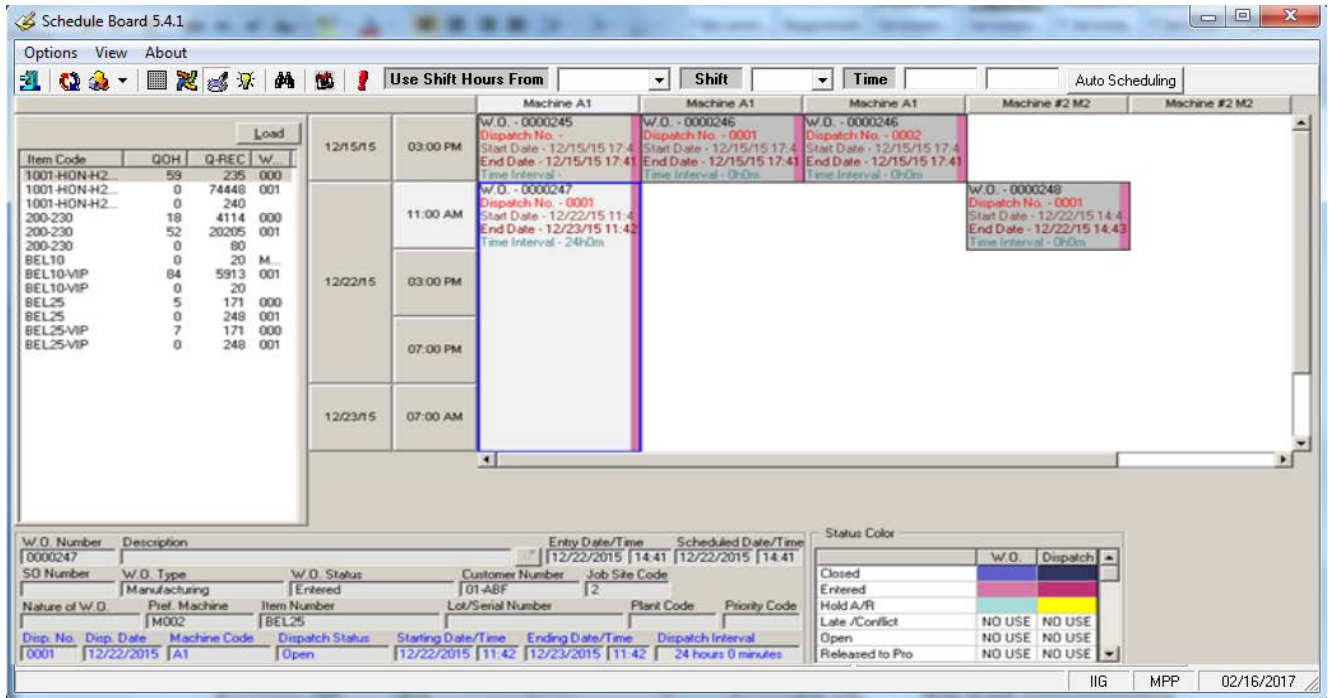 Schedule Board 5.4.1
Options View About
Use Shift Hours From Shift Time Auto Scheduling
Machine A1 Machine A1 Machine A1 Machine #2 M2 Machine #2 M2
Load
Item Code QOH Q-REC W...
1001-HON-H2... 59 235 000
1001-HON-H2... 0 74448 001
1001-HON-H2... 0 240
200-230 18 4114 000
200-230 52 20205 001
200-230 0 80
BEL10 0 20 M...
BEL10-VIP 84 5913 001
BEL10-VIP 0 20
BEL25 5 171 000
BEL25 0 248 001
BEL25-VIP 7 171 000
BEL25-VIP 0 248 001
12/15/15 03:00 PM
W.O. - 0000245
Dispatch No. -
Start Date - 12/15/15 17:4
End Date - 12/15/15 17:41
Time Interval -
W.O. - 0000246
Dispatch No. - 0001
Start Date - 12/15/15 17:4
End Date - 12/15/15 17:41
Time Interval - 0h0m
W.O. - 0000246
Dispatch No. - 0002
Start Date - 12/15/15 17:4
End Date - 12/15/15 17:41
Time Interval - 0h0m
12/22/15 11:00 AM
03:00 PM
07:00 PM
W.O. - 0000247
Dispatch No. - 0001
Start Date - 12/22/15 11:4
End Date - 12/23/15 11:42
Time Interval - 24h0m
W.O. - 0000248
Dispatch No. - 0001
Start Date - 12/22/15 14:4
End Date - 12/22/15 14:43
Time Interval - 0h0m
12/23/15 07:00 AM
W.O. Number Description Entry Date/Time Scheduled Date/Time
0000247 12/22/2015 14:41 12/22/2015 14:41
SO Number W.O. Type W.O. Status Customer Number Job Site Code
Manufacturing Entered 01-ABF 2
Nature of W.O. Pref. Machine Item Number Lot/Serial Number Plant Code Priority Code
M002 BEL25
Disp. No. Disp. Date Machine Code Dispatch Status Starting Date/Time Ending Date/Time Dispatch Interval
0001 12/22/2015 A1 Open 12/22/2015 11:42 12/23/2015 11:42 24 hours 0 minutes
Status Color
W.O. Dispatch
Closed
Entered
Hold A/R
Late /Conflict NO USE NO USE
Open NO USE NO USE
Released to Pro NO USE NO USE
IIG MPP 02/16/2017